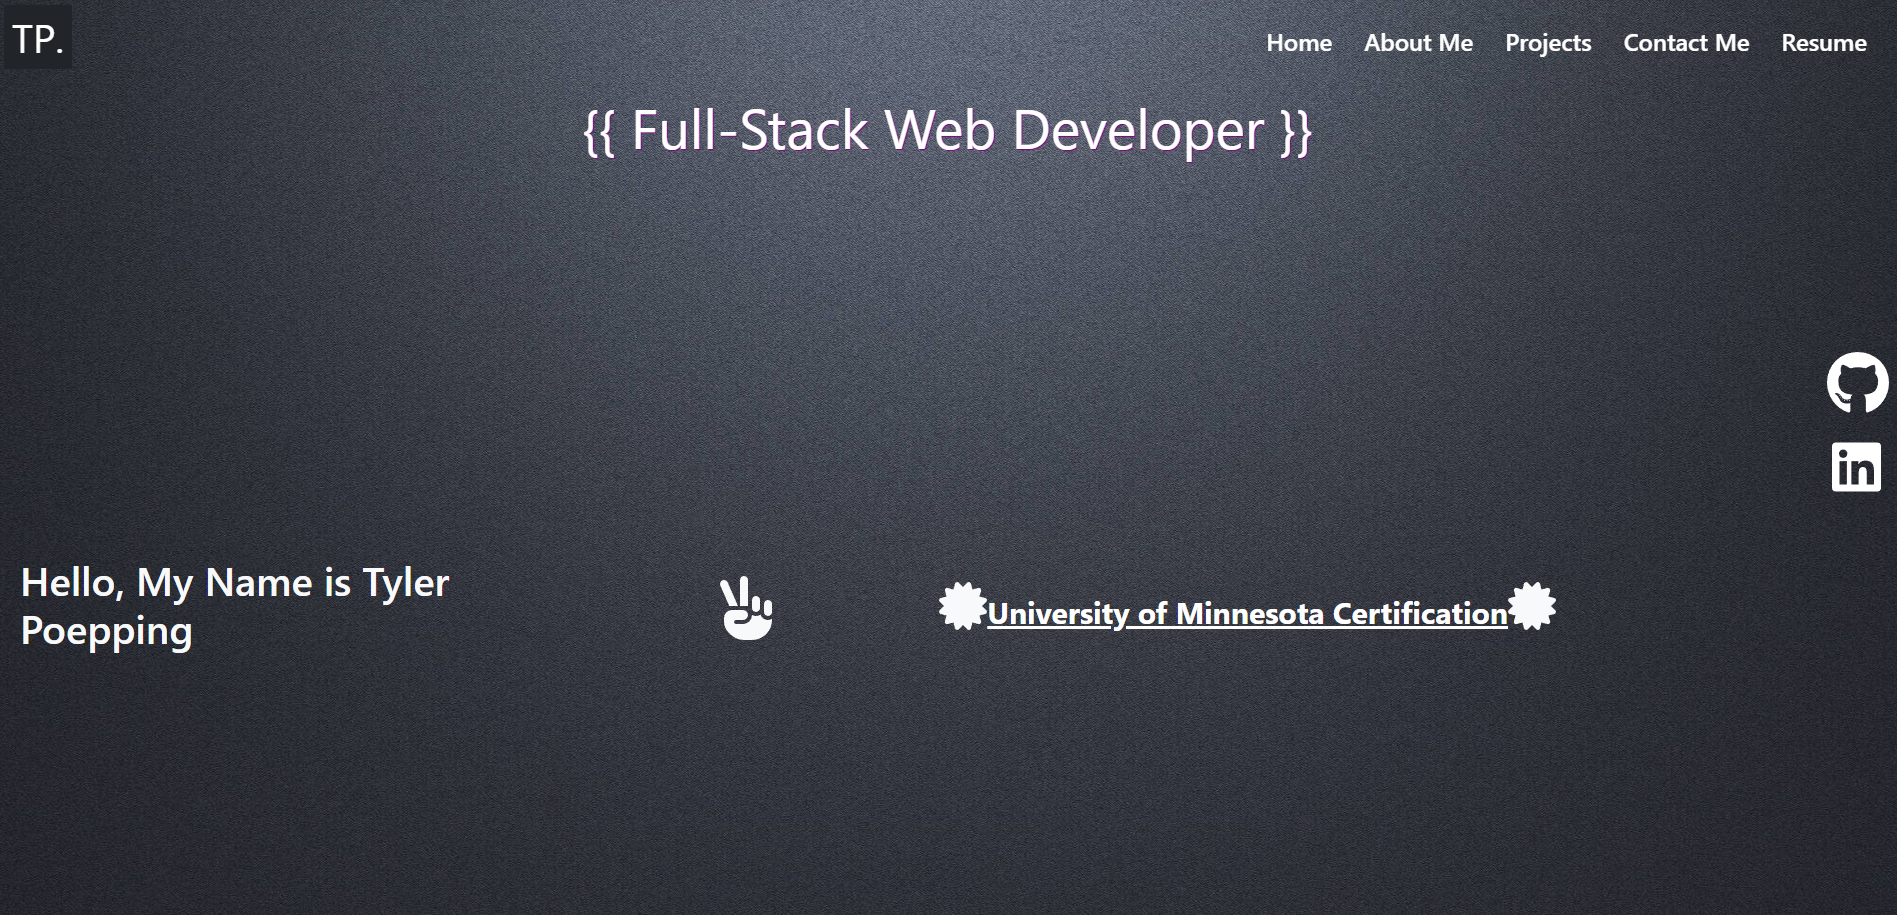 TP.
Home About Me Projects Contact Me Resume
{{ Full-Stack Web Developer }}
in
Hello, My Name is Tyler
Poepping
University of Minnesota Certification